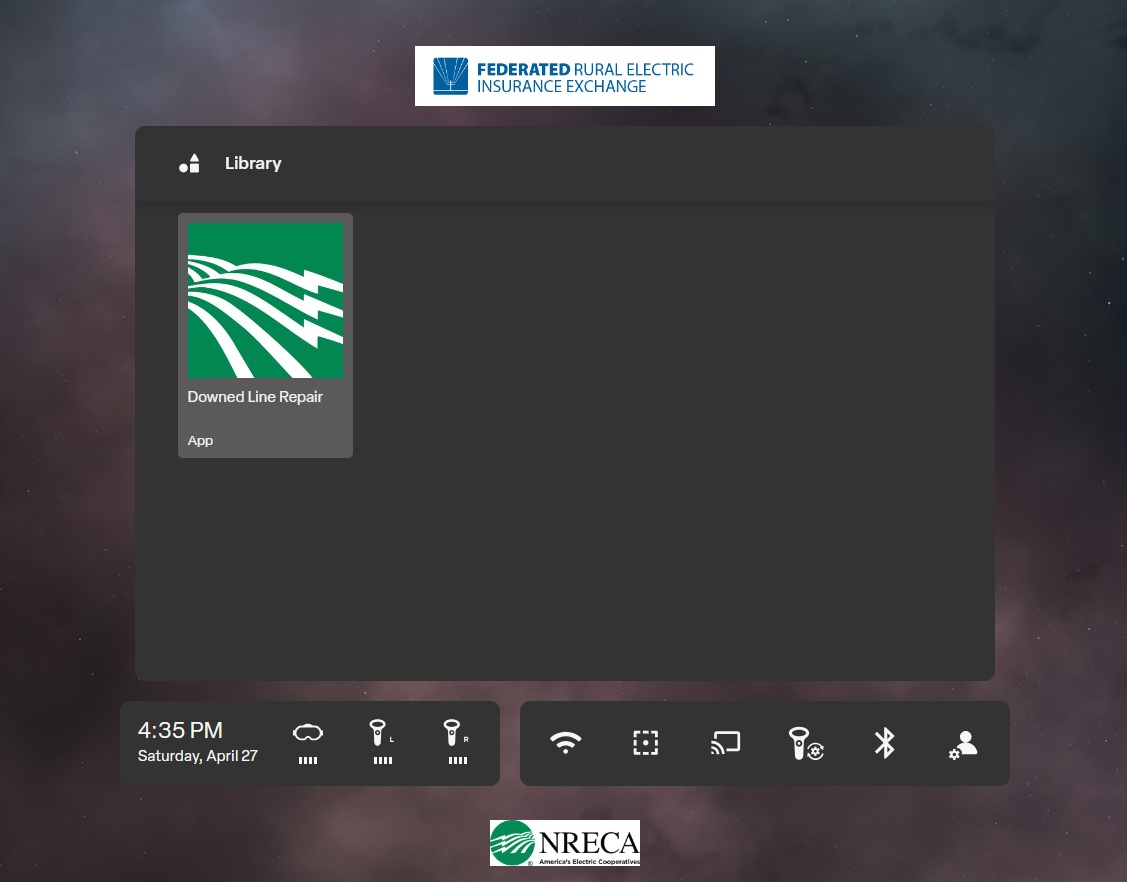 FEDERATED RURAL ELECTRIC
INSURANCE EXCHANGE
Library
Downed Line Repair
App
4:35 PM
Saturday, April 27
L
R
NRECA
®
America's Electric Cooperatives